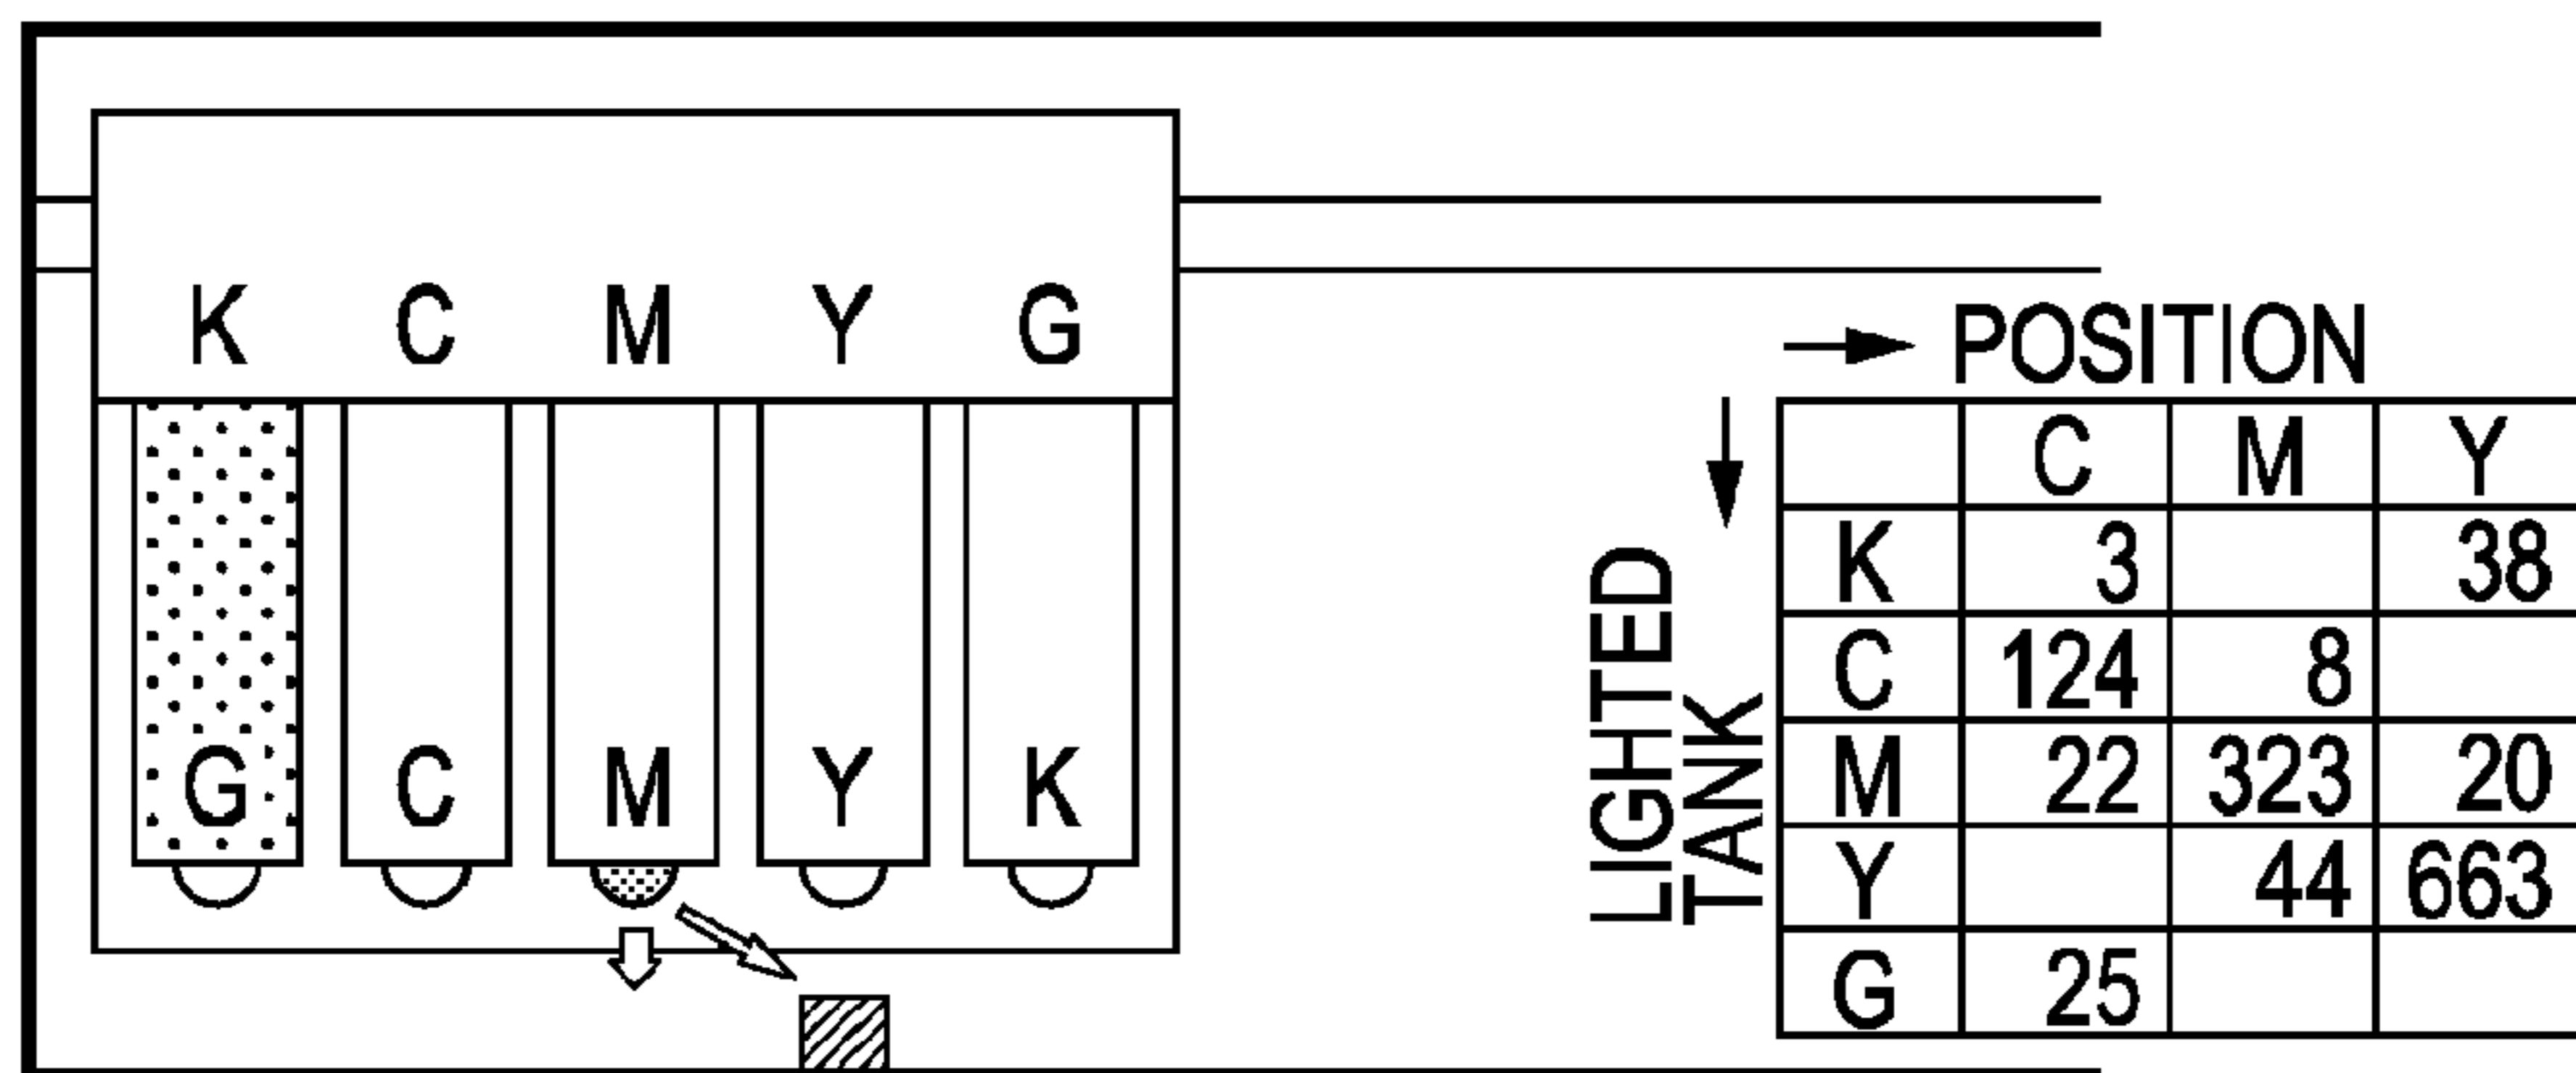 K C M Y G
G C M Y K
POSITION
LIGHTED
TANK
C M Y
K 3 38
C 124 8
M 22 323 20
Y 44 663
G 25